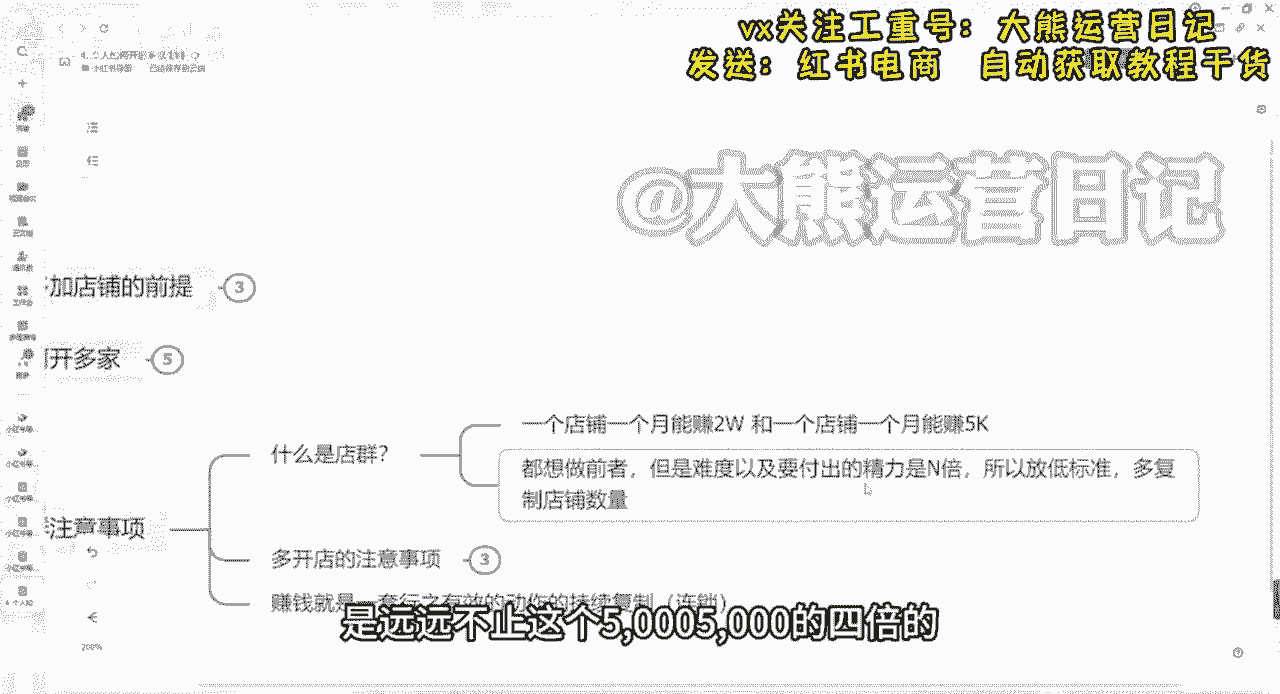 vx关注工重号：大熊运营日记
发送：红书电商 自动获取教程干货
@大熊运营日记
加店铺的前提
3
开多家
5
一个店铺一个月能赚2W 和一个店铺一个月能赚5K
什么是店群？
都想做前者，但是难度以及要付出的精力是N倍，所以放低标准，多复
制店铺数量
注意事项
多开店的注意事项
3
赚钱就是一套行之有效的动作的持续复制（连锁）
是远远不止这个5,0005,000的四倍的
200%